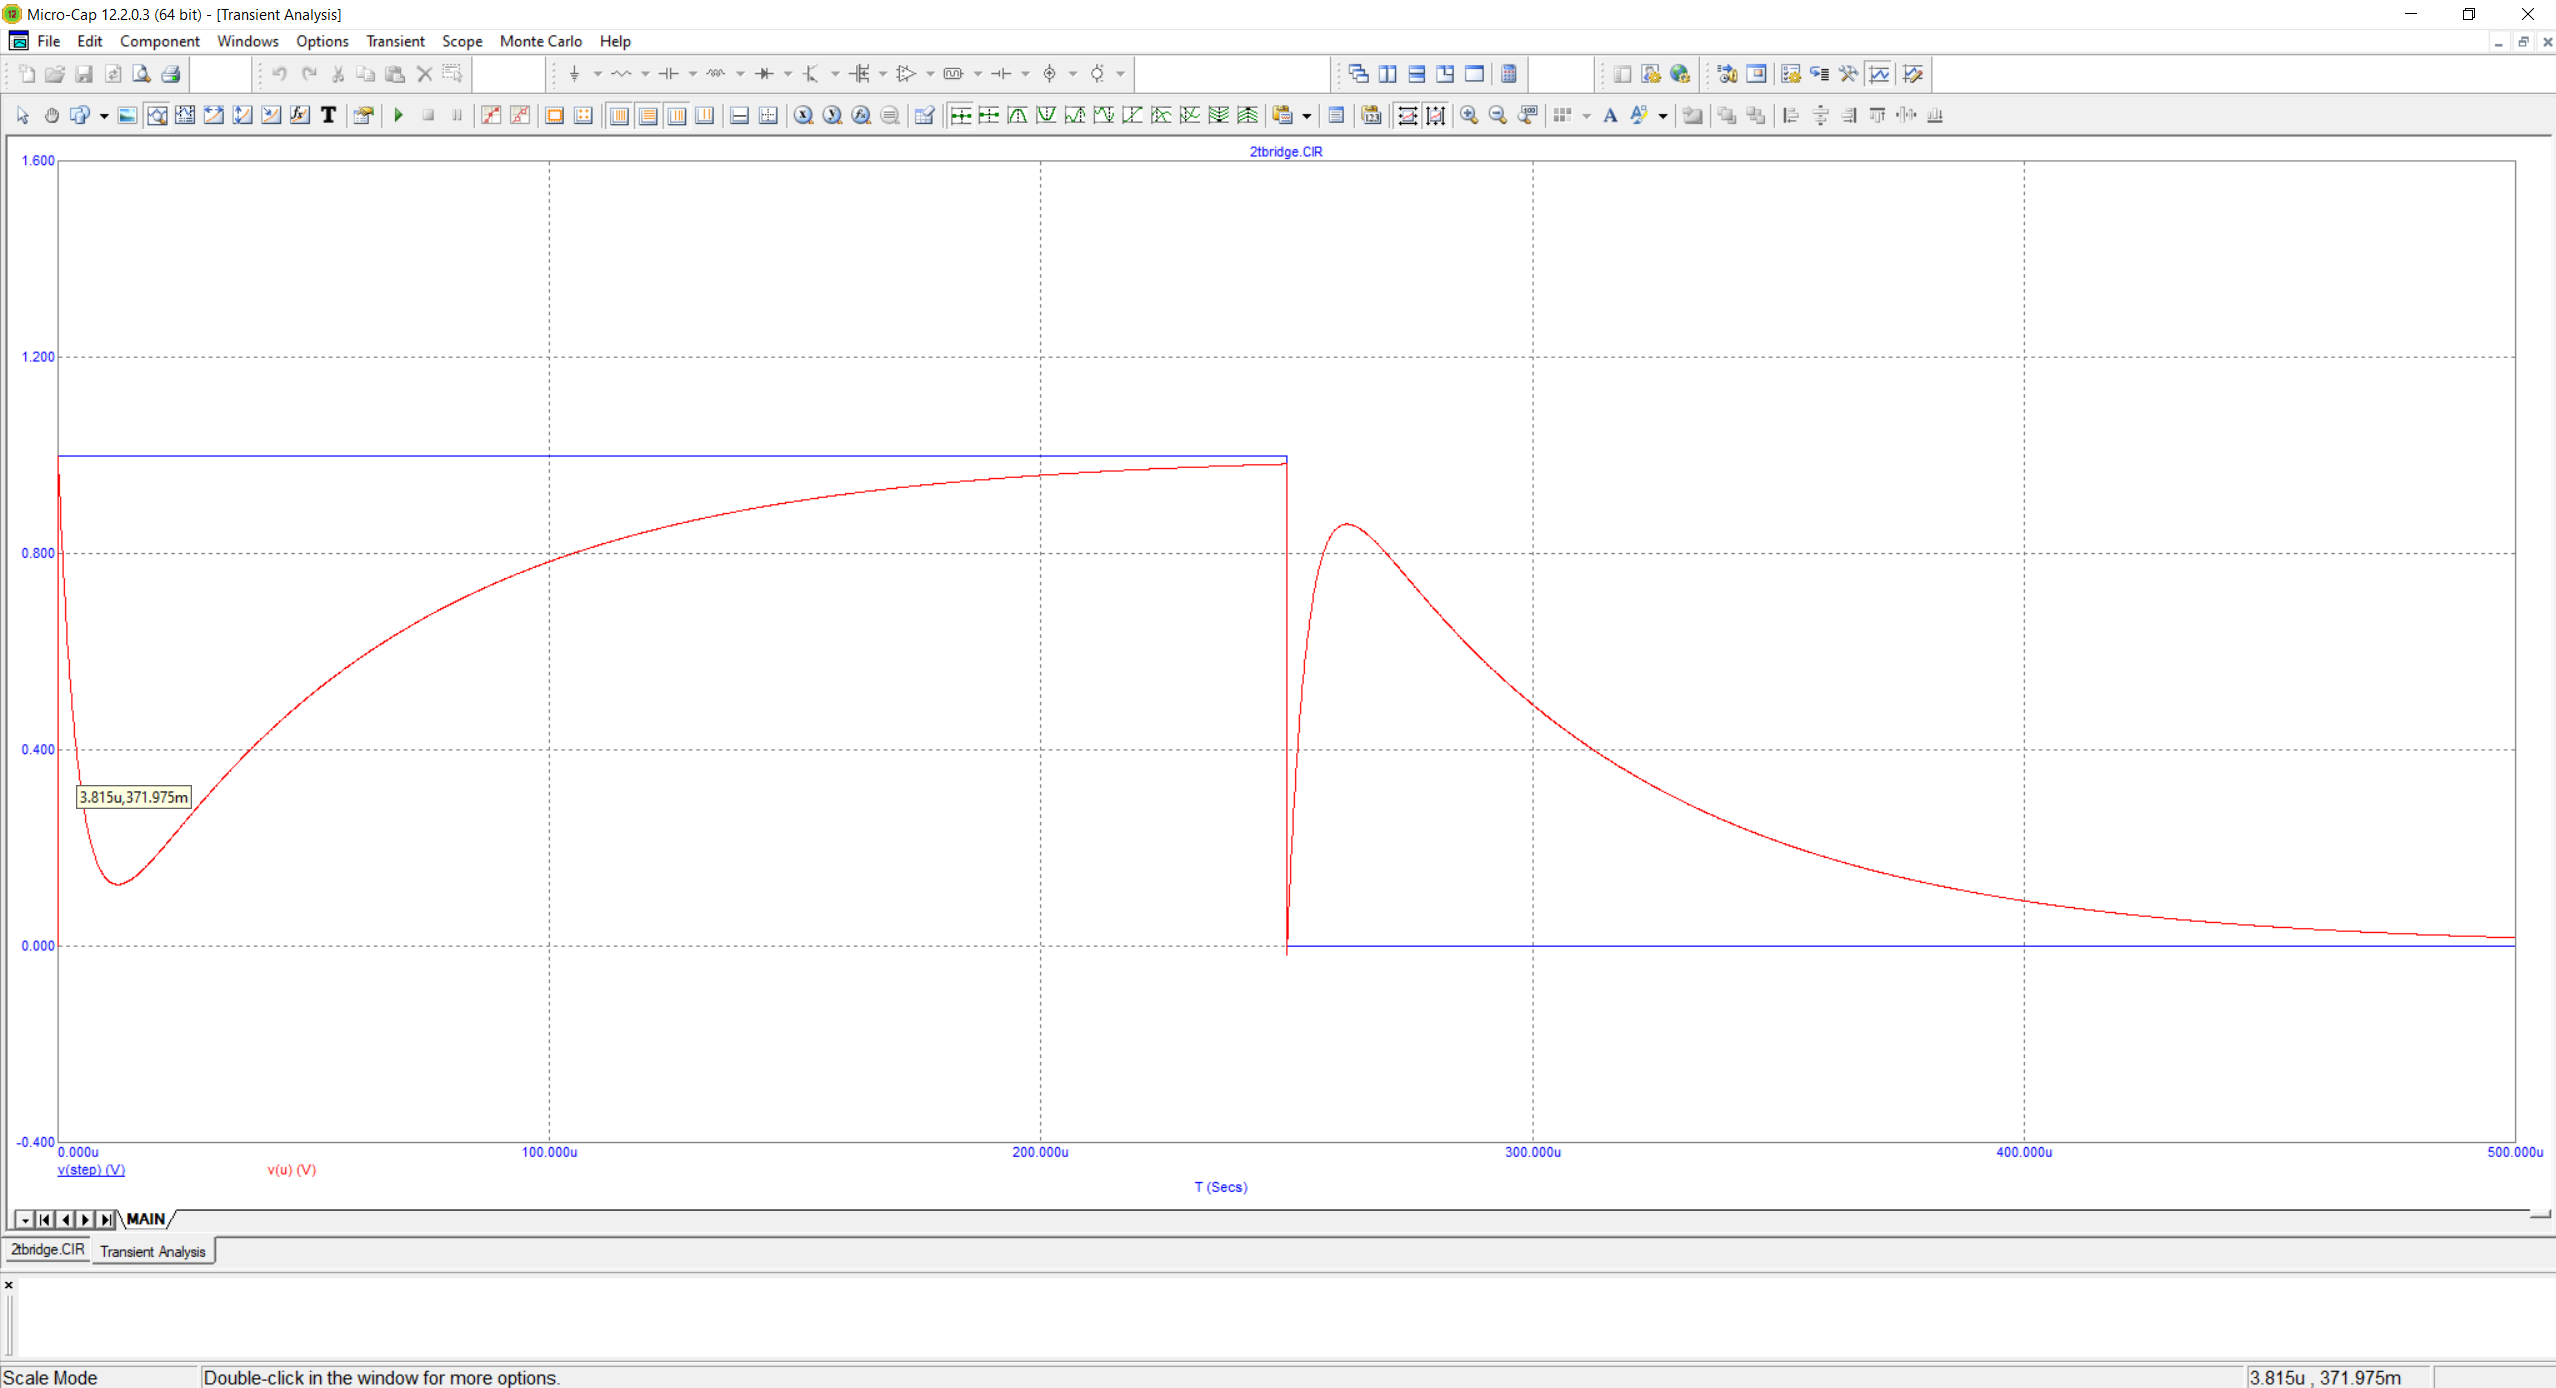 Micro-Cap 12.2.0.3 (64 bit) - [Transient Analysis]
File Edit Component Windows Options Transient Scope Monte Carlo Help
2tbridge.CIR
1.600
1.200
0.800
0.400
3.815u,371.975m
0.000
-0.400
0.000u 100.000u 200.000u 300.000u 400.000u 500.000u
v(step) (V) v(u) (V)
T (Secs)
MAIN
2tbridge.CIR Transient Analysis
Scale Mode Double-click in the window for more options. 3.815u , 371.975m